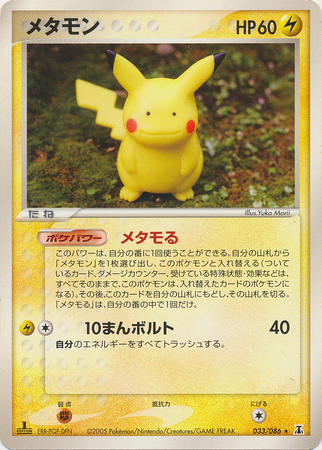 メタモン HP60
たね
Illus.Yuko Morii
ポケパワー メタモる
このパワーは、自分の番に1回使うことができる。自分の山札から
「メタモン」を1枚選び出し、このポケモンと入れ替える(ついて
いるカード、ダメージカウンター、受けている特殊状態・効果などは、
すべてそのままで、このポケモンは、入れ替えたカードのポケモンに
なる)。その後、このカードを自分の山札にもどし、その山札を切る。
「メタモる」は、自分の番の中で1回だけ。
10まんボルト 40
自分のエネルギーをすべてトラッシュする。
弱点 抵抗力 にげる
1 EDITION ERR-PQP-0FN ©2005 Pokémon/Nintendo/Creatures/GAME FREAK 033/086 ★